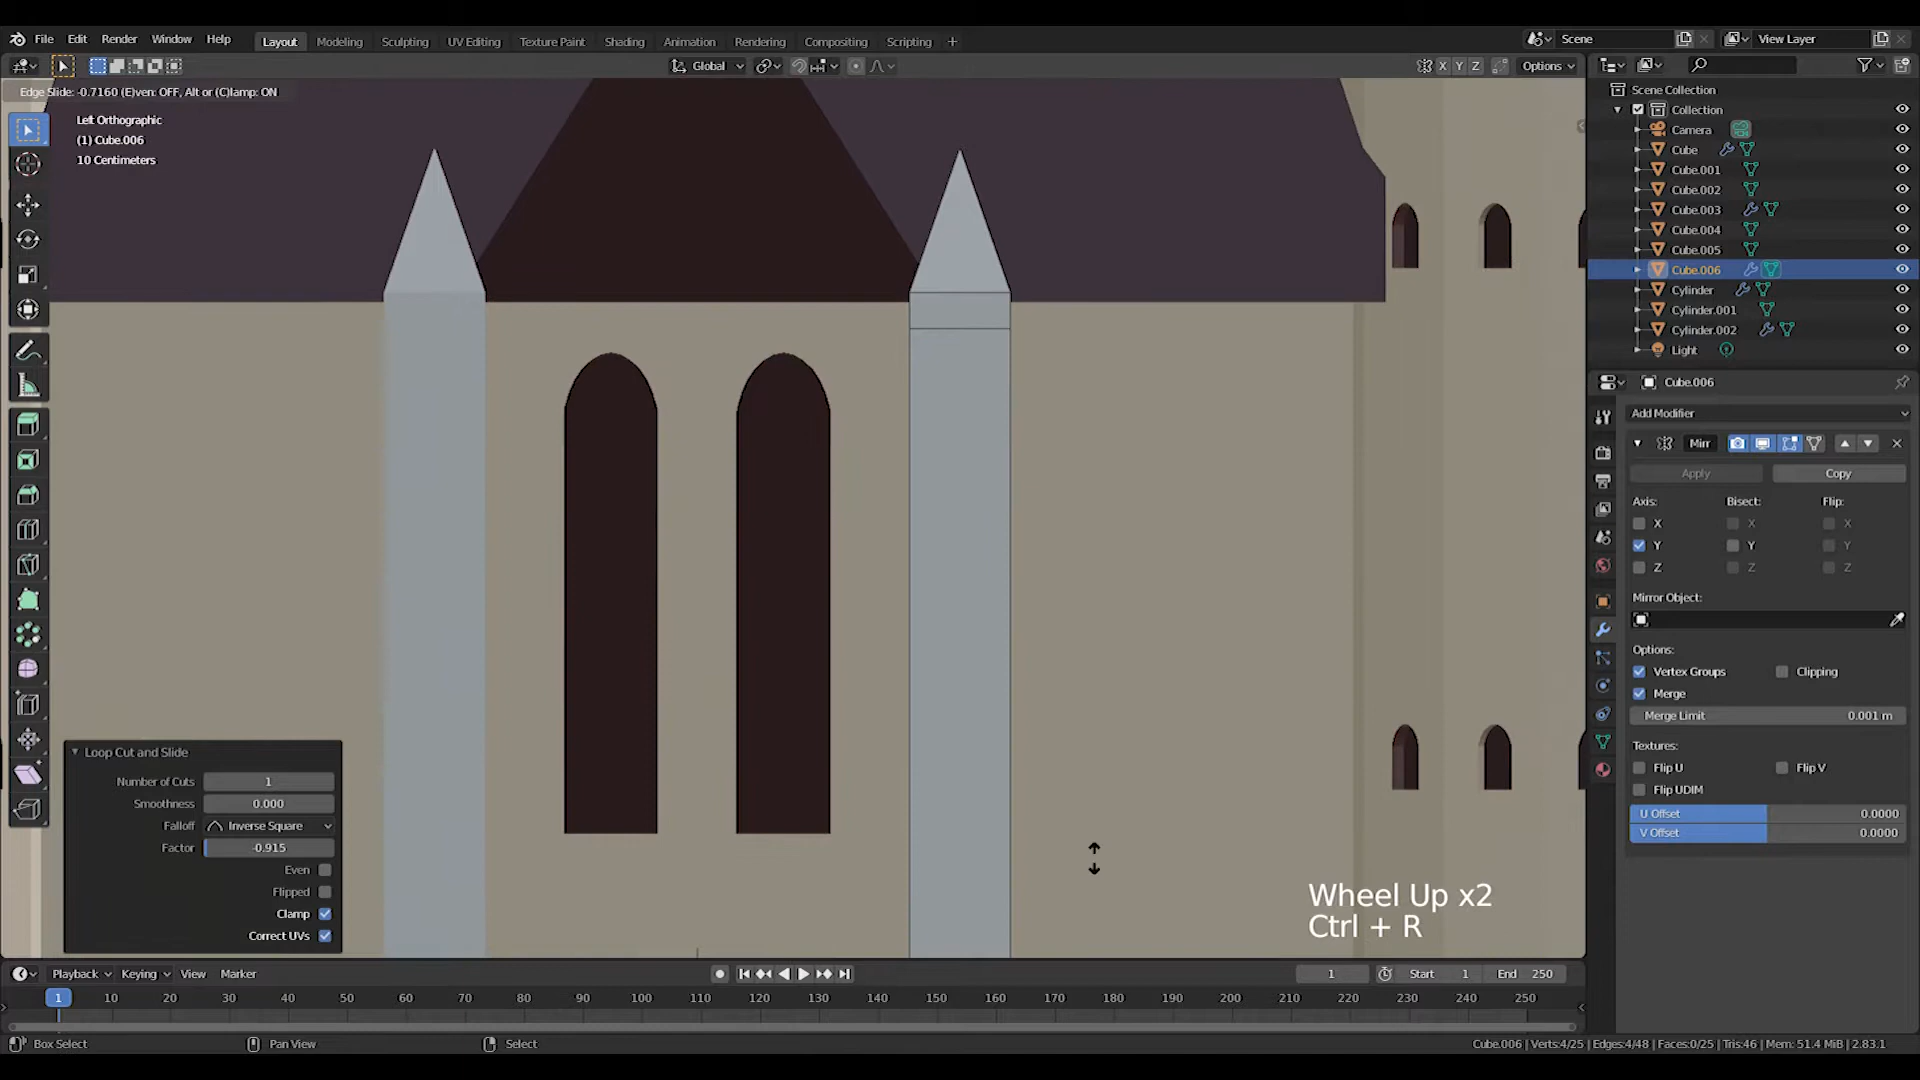 File Edit Render Window Help
Layout Modeling Sculpting UV Editing Texture Paint Shading Animation Rendering Compositing Scripting +
Scene
View Layer
Global
X Y Z
Options
Edge Slide: -0.7160 (E)ven: OFF, Alt or (C)lamp: ON
Left Orthographic
(1) Cube.006
10 Centimeters
Scene Collection
Collection
Camera
Cube
Cube.001
Cube.002
Cube.003
Cube.004
Cube.005
Cube.006
Cylinder
Cylinder.001
Cylinder.002
Light
Cube.006
Add Modifier
Mirr
Apply Copy
Axis: Bisect: Flip:
X X X
Y Y Y
Z Z Z
Mirror Object:
Options:
Vertex Groups Clipping
Merge
Merge Limit 0.001 m
Textures:
Flip U Flip V
Flip UDIM
U Offset 0.0000
V Offset 0.0000
Loop Cut and Slide
Number of Cuts 1
Smoothness 0.000
Falloff Inverse Square
Factor -0.915
Even
Flipped
Clamp
Correct UVs
Wheel Up x2
Ctrl + R
Playback Keying View Marker
1 Start 1 End 250
1 10 20 30 40 50 60 70 80 90 100 110 120 130 140 150 160 170 180 190 200 210 220 230 240 250
Box Select Pan View Select
Cube.006 | Verts:4/25 | Edges:4/48 | Faces:0/25 | Tris:46 | Mem: 51.4 MiB | 2.83.1